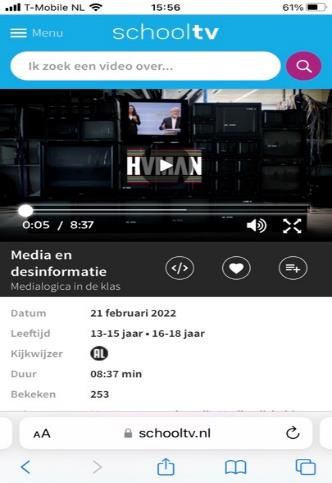 T-Mobile NL 15:56 61%
Menu schooltv
Ik zoek een video over...
HVMAN
0:05 / 8:37
Media en
desinformatie
Medialogica in de klas
Datum 21 februari 2022
Leeftijd 13-15 jaar • 16-18 jaar
Kijkwijzer AL
Duur 08:37 min
Bekeken 253
AA schooltv.nl